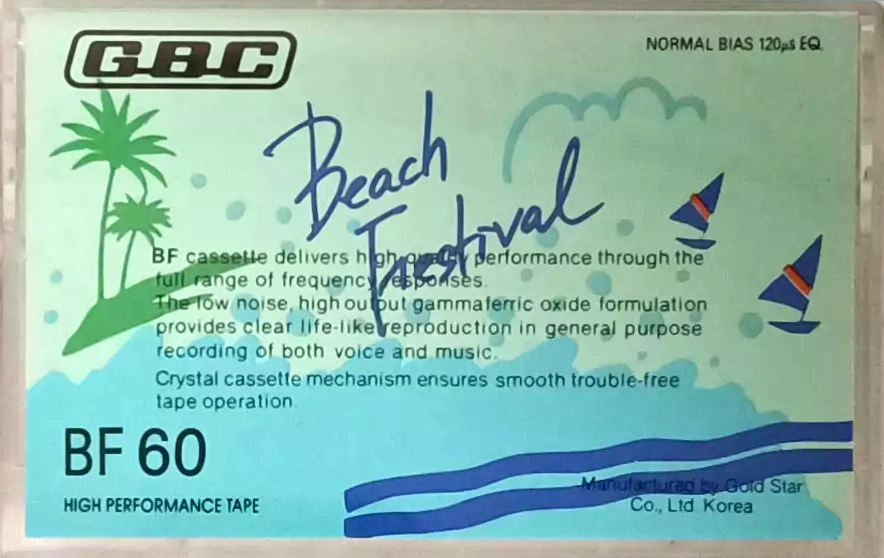 GBC
NORMAL BIAS 120µs EQ
Beach
Festival
BF cassette delivers high quality performance through the
full range of frequency responses.
The low noise, high output gammaferric oxide formulation
provides clear life-like reproduction in general purpose
recording of both voice and music.
Crystal cassette mechanism ensures smooth trouble-free
tape operation.
BF 60
HIGH PERFORMANCE TAPE
Manufactured by Gold Star
Co., Ltd. Korea